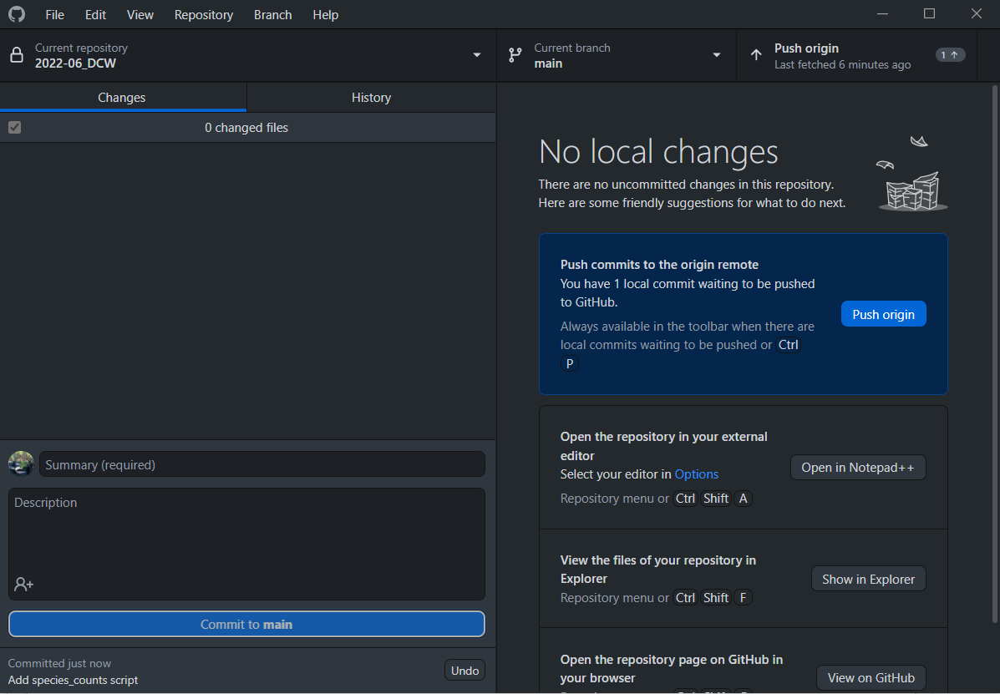 File Edit View Repository Branch Help
Current repository
2022-06_DCW
Current branch
main
Push origin
Last fetched 6 minutes ago
1
Changes
History
0 changed files
No local changes
There are no uncommitted changes in this repository.
Here are some friendly suggestions for what to do next.
Push commits to the origin remote
You have 1 local commit waiting to be pushed
to GitHub.
Always available in the toolbar when there are
local commits waiting to be pushed or Ctrl
P
Push origin
Open the repository in your external
editor
Select your editor in Options
Repository menu or Ctrl Shift A
Open in Notepad++
View the files of your repository in
Explorer
Repository menu or Ctrl Shift F
Show in Explorer
Open the repository page on GitHub in
your browser
View on GitHub
Summary (required)
Description
Commit to main
Committed just now
Add species_counts script
Undo